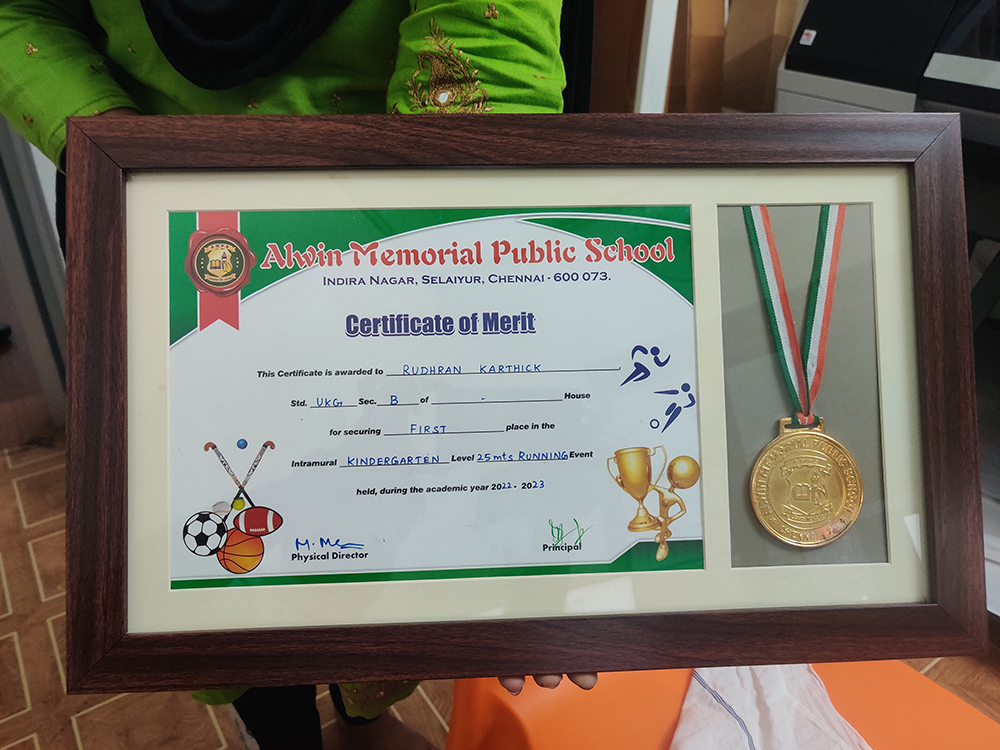 Alwin Memorial Public School
INDIRA NAGAR, SELAIYUR, CHENNAI - 600 073.
Certificate of Merit
This Certificate is awarded to RUDHRAN KARTHICK
Std. UKG Sec. B of - House
for securing FIRST place in the
Intramural KINDERGARTEN Level 25mts RUNNING Event
held, during the academic year 2022- 2023
Physical Director
Principal